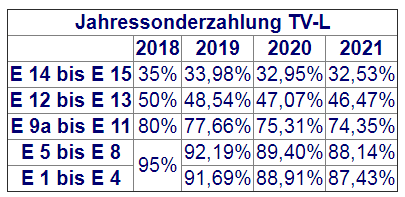 Jahressonderzahlung TV-L
2018 2019 2020 2021
E 14 bis E 15 35% 33,98% 32,95% 32,53%
E 12 bis E 13 50% 48,54% 47,07% 46,47%
E 9a bis E 11 80% 77,66% 75,31% 74,35%
E 5 bis E 8 95% 92,19% 89,40% 88,14%
E 1 bis E 4 91,69% 88,91% 87,43%